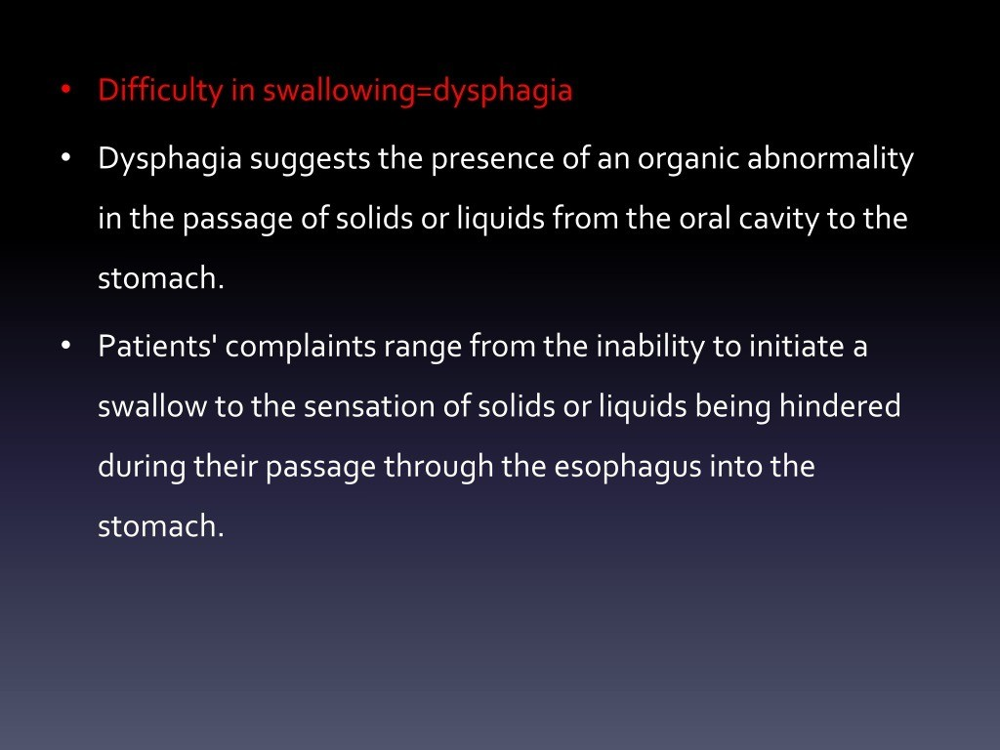 • Difficulty in swallowing=dysphagia
• Dysphagia suggests the presence of an organic abnormality
in the passage of solids or liquids from the oral cavity to the
stomach.
• Patients' complaints range from the inability to initiate a
swallow to the sensation of solids or liquids being hindered
during their passage through the esophagus into the
stomach.